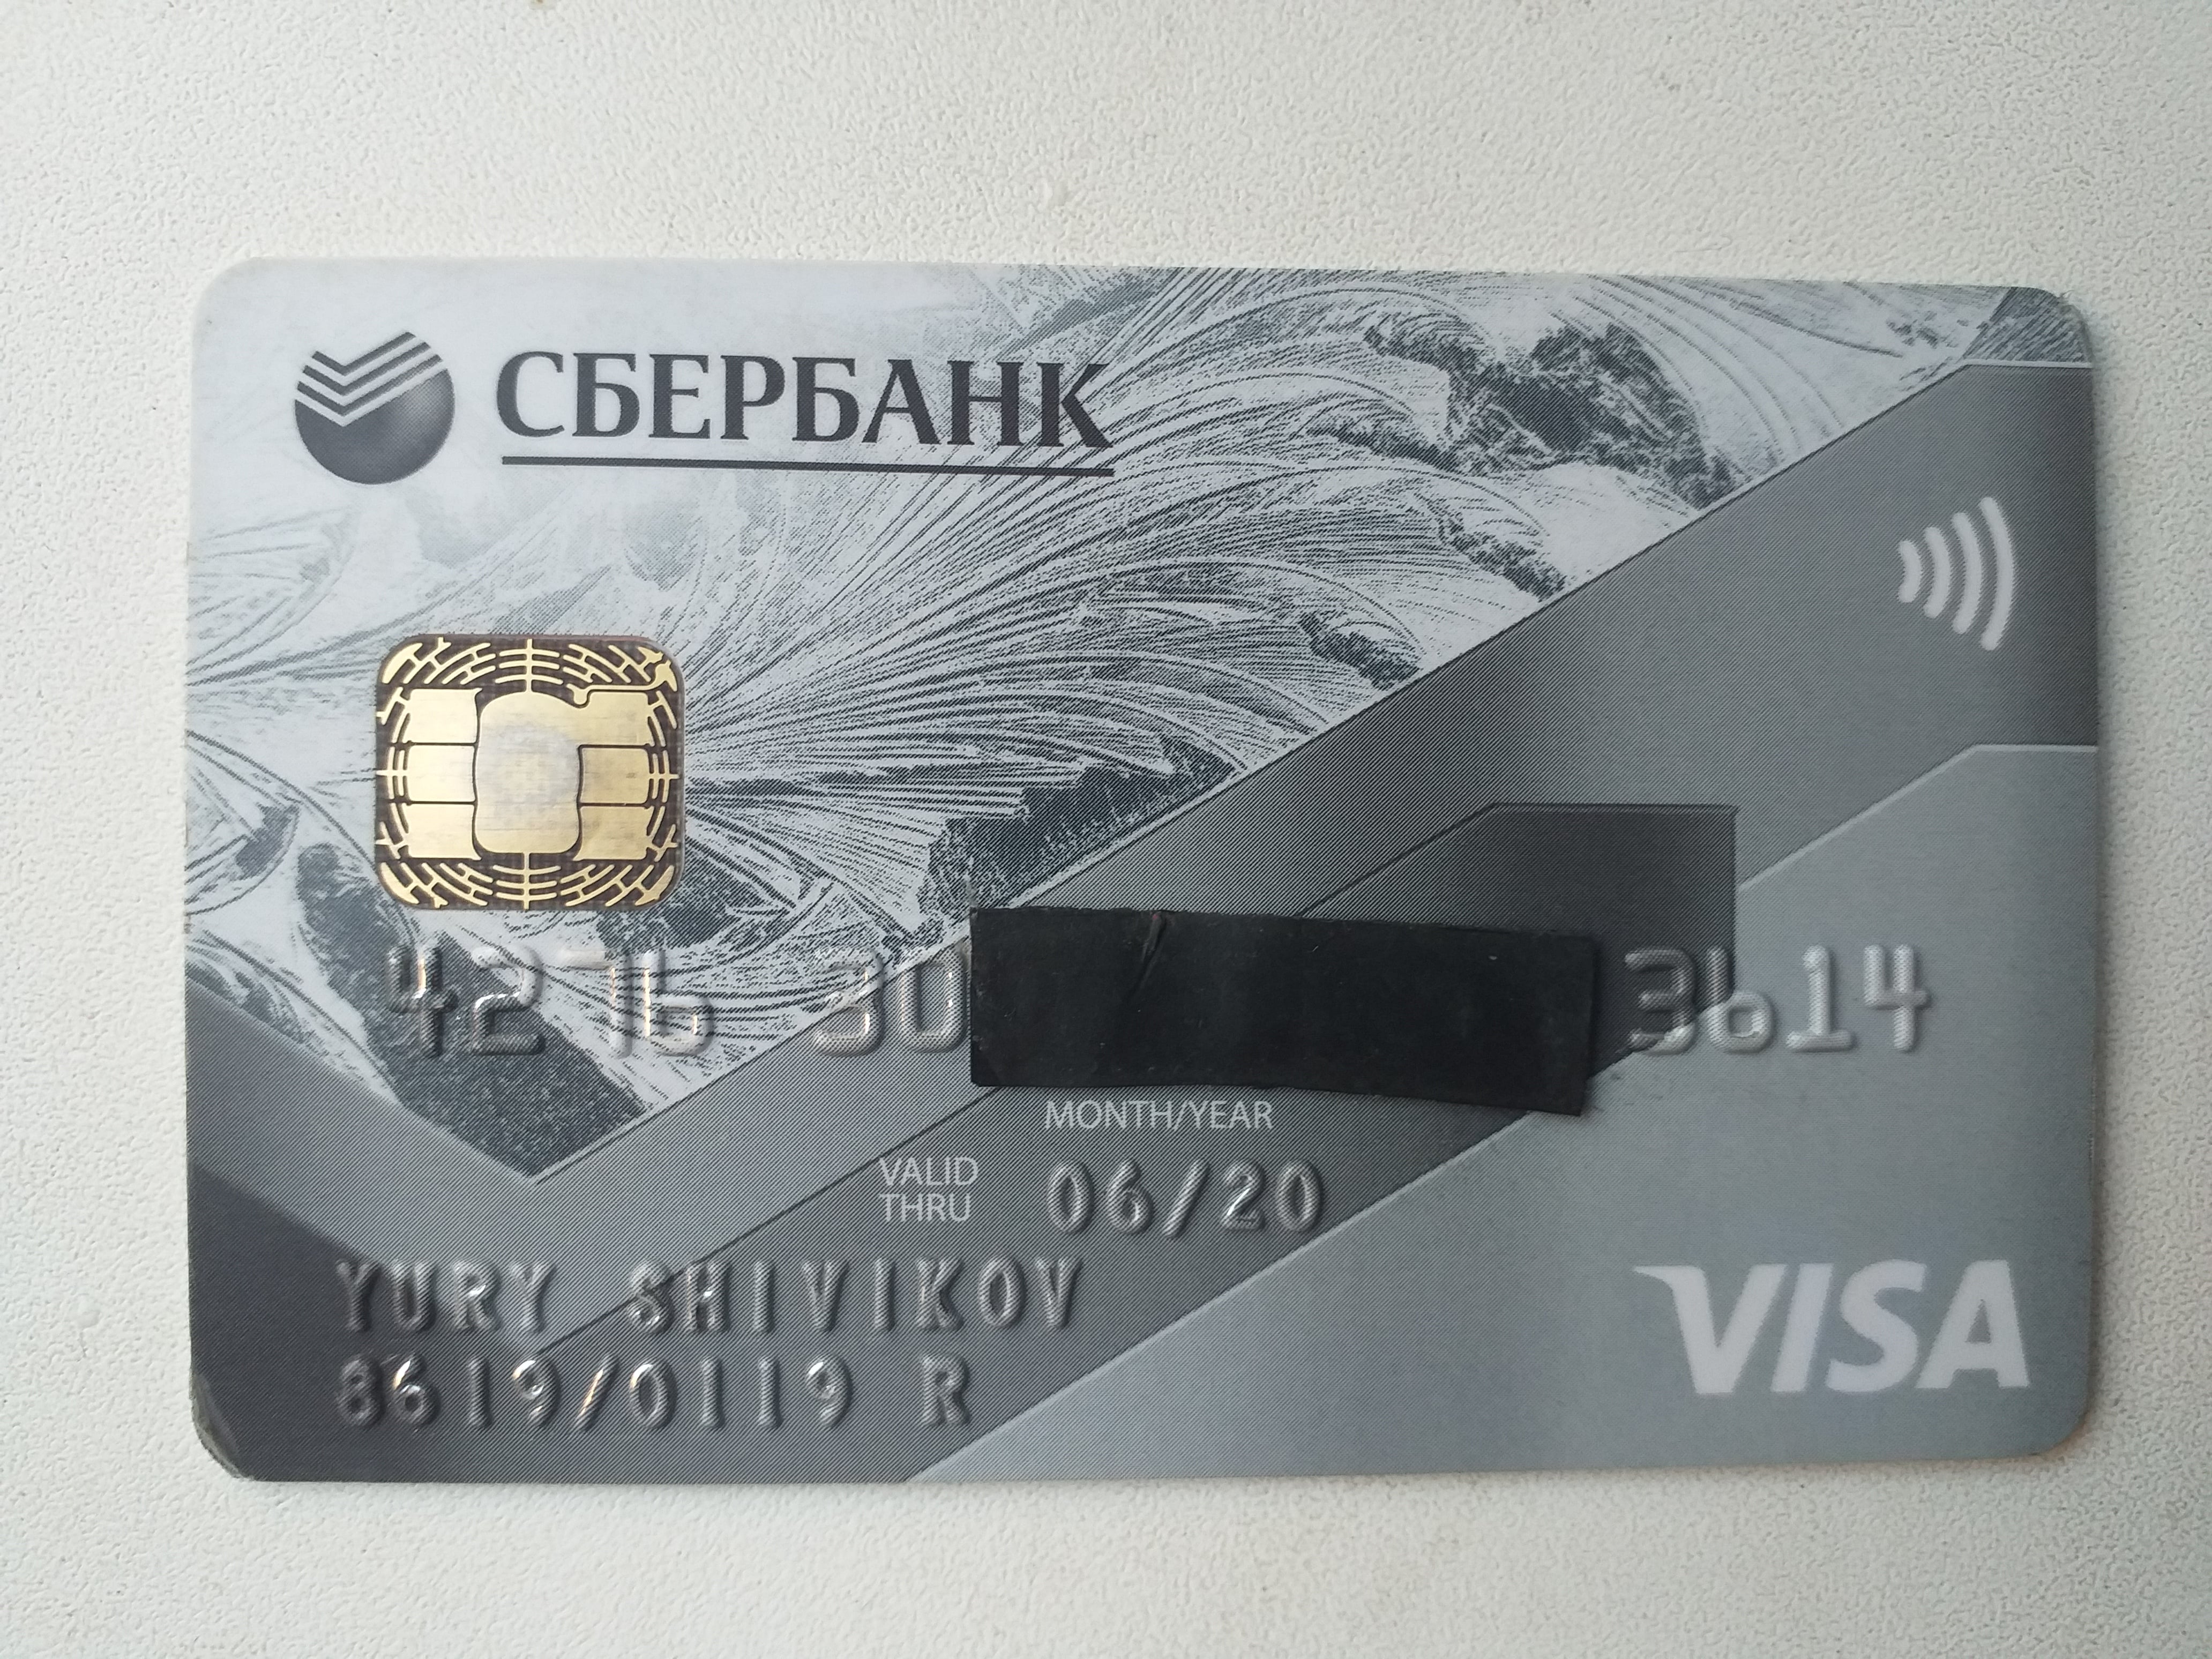 СБЕРБАНК
4276 30 3614
MONTH/YEAR
VALID THRU 06/20
YURY SHIVIKOV
8619/0119 R
VISA